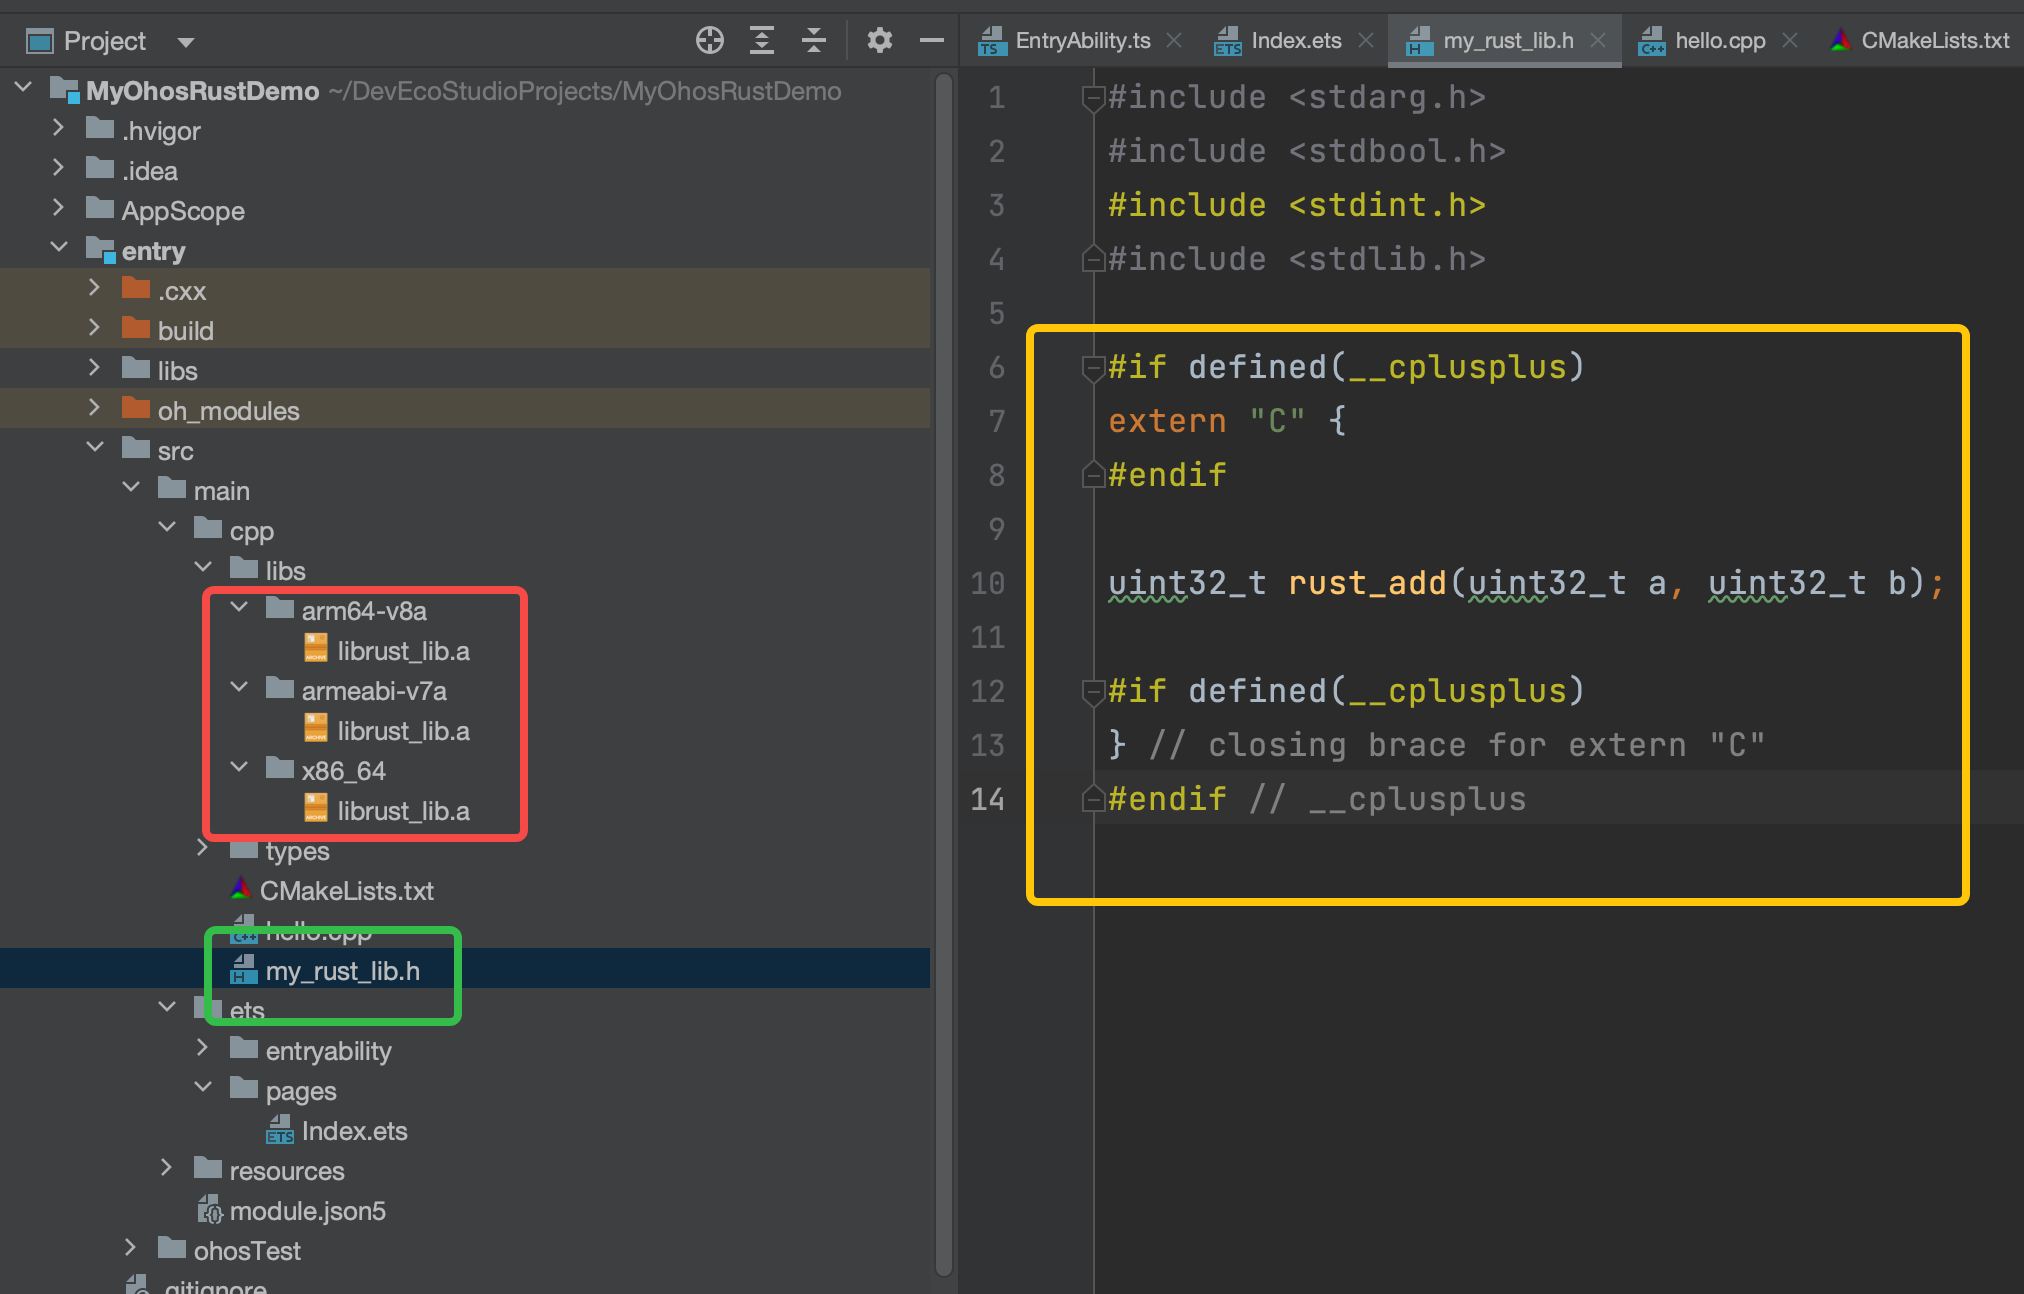 Project
EntryAbility.ts
Index.ets
my_rust_lib.h
hello.cpp
CMakeLists.txt
MyOhosRustDemo ~/DevEcoStudioProjects/MyOhosRustDemo
.hvigor
.idea
AppScope
entry
.cxx
build
libs
oh_modules
src
main
cpp
libs
arm64-v8a
librust_lib.a
armeabi-v7a
librust_lib.a
x86_64
librust_lib.a
types
CMakeLists.txt
hello.cpp
my_rust_lib.h
ets
entryability
pages
Index.ets
resources
module.json5
ohosTest
.gitignore
1 #include <stdarg.h>
2 #include <stdbool.h>
3 #include <stdint.h>
4 #include <stdlib.h>
5
6 #if defined(__cplusplus)
7 extern "C" {
8 #endif
9
10 uint32_t rust_add(uint32_t a, uint32_t b);
11
12 #if defined(__cplusplus)
13 } // closing brace for extern "C"
14 #endif // __cplusplus